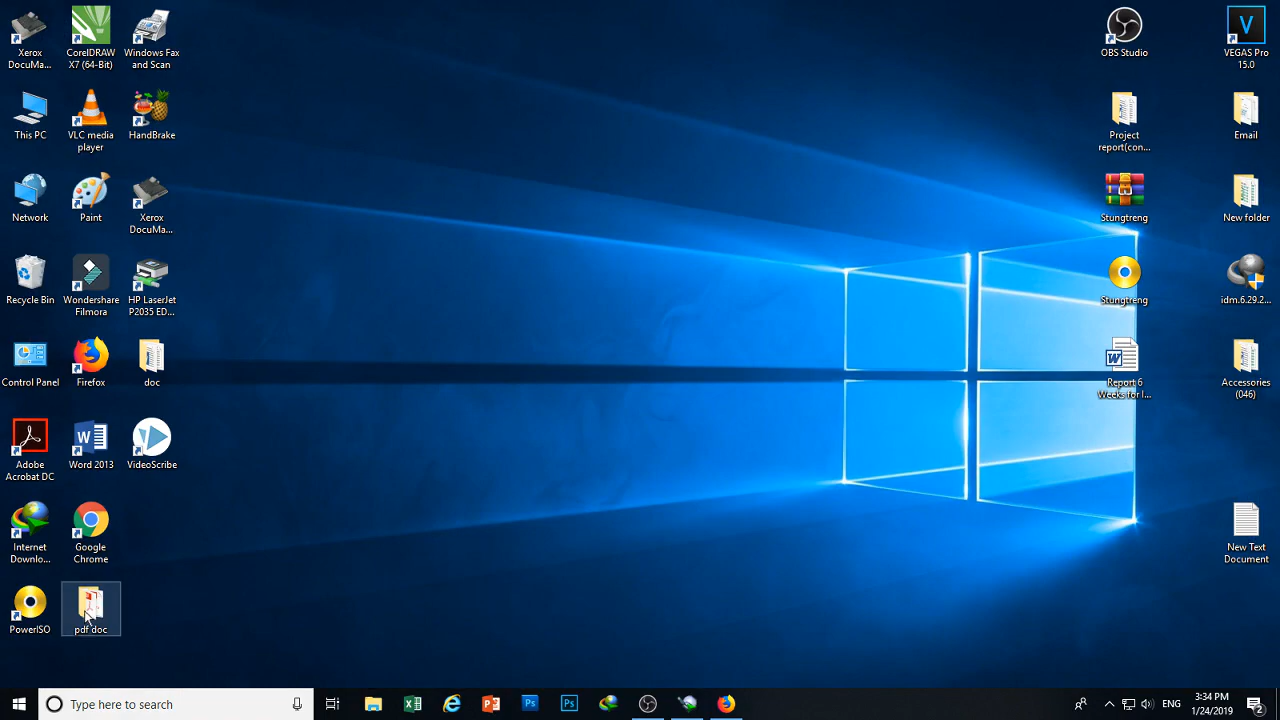 Xerox
DocuMa...
CorelDRAW
X7 (64-Bit)
Windows Fax
and Scan
OBS Studio
VEGAS Pro
15.0
This PC
VLC media
player
HandBrake
Project
report(con...
Email
Network
Paint
Xerox
DocuMa...
Stungtreng
New folder
Recycle Bin
Wondershare
Filmora
HP LaserJet
P2035 ED...
Stungtreng
idm.6.29.2...
Control Panel
Firefox
doc
Report 6
Weeks for I...
Accessories
(046)
Adobe
Acrobat DC
Word 2013
VideoScribe
Internet
Downlo...
Google
Chrome
New Text
Document
PowerISO
pdf doc
Type here to search
ENG
3:34 PM
1/24/2019
2